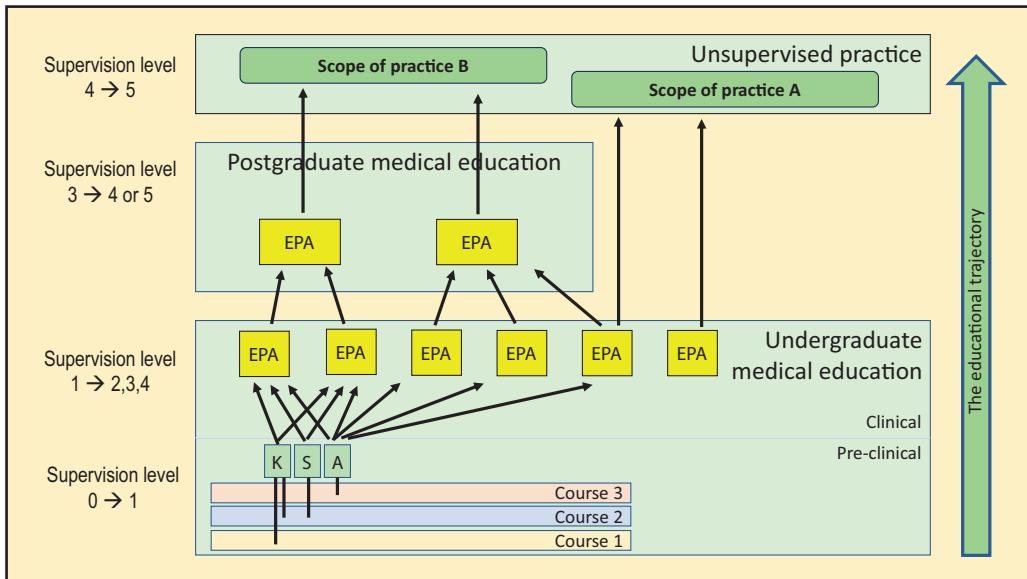 Supervision level
4 → 5
Unsupervised practice
Scope of practice B
Scope of practice A
Supervision level
3 → 4 or 5
Postgraduate medical education
EPA
EPA
Supervision level
1 → 2,3,4
EPA
EPA
EPA
EPA
EPA
EPA
Undergraduate
medical education
Clinical
Pre-clinical
Supervision level
0 → 1
K
S
A
Course 3
Course 2
Course 1
The educational trajectory